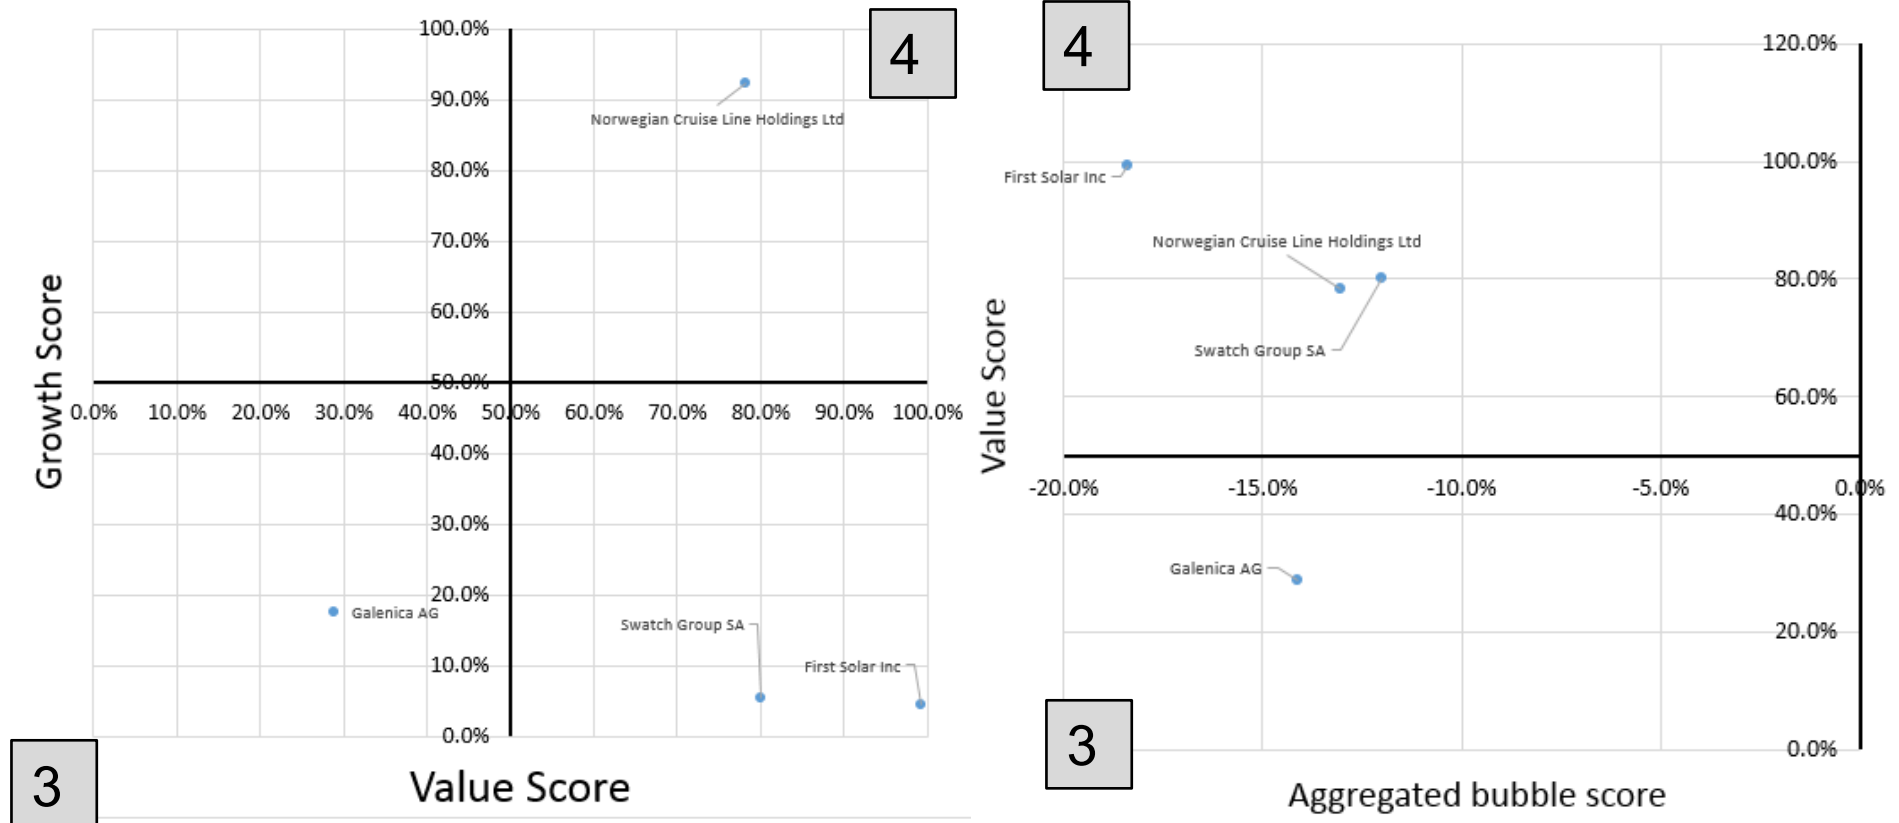 100.0%
4
90.0%
Norwegian Cruise Line Holdings Ltd
80.0%
70.0%
60.0%
Growth Score
50.0%
0.0% 10.0% 20.0% 30.0% 40.0% 50.0% 60.0% 70.0% 80.0% 90.0% 100.0%
40.0%
30.0%
20.0%
Galenica AG
Swatch Group SA
10.0%
First Solar Inc
0.0%
3
Value Score
4
120.0%
100.0%
First Solar Inc
Norwegian Cruise Line Holdings Ltd
80.0%
Value Score
Swatch Group SA
60.0%
-20.0% -15.0% -10.0% -5.0% 0.0%
40.0%
Galenica AG
20.0%
3
0.0%
Aggregated bubble score